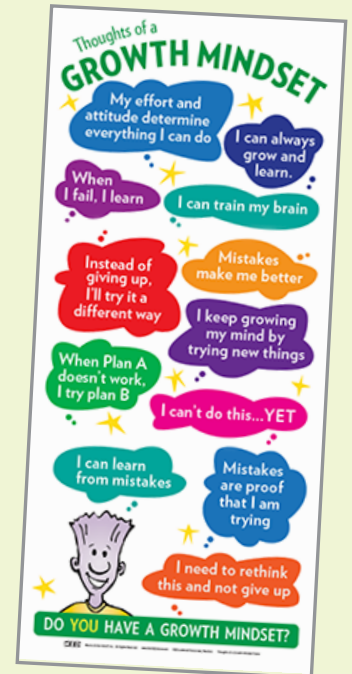 Thoughts of a
GROWTH MINDSET
My effort and
attitude determine
everything I can do
I can always
grow and
learn.
When
I fail, I learn
I can train my brain
Instead of
giving up,
I'll try it a
different way
Mistakes
make me better
I keep growing
my mind by
trying new things
When Plan A
doesn't work,
I try plan B
I can't do this...YET
I can learn
from mistakes
Mistakes
are proof
that I am
trying
I need to rethink
this and not give up
DO YOU HAVE A GROWTH MINDSET?